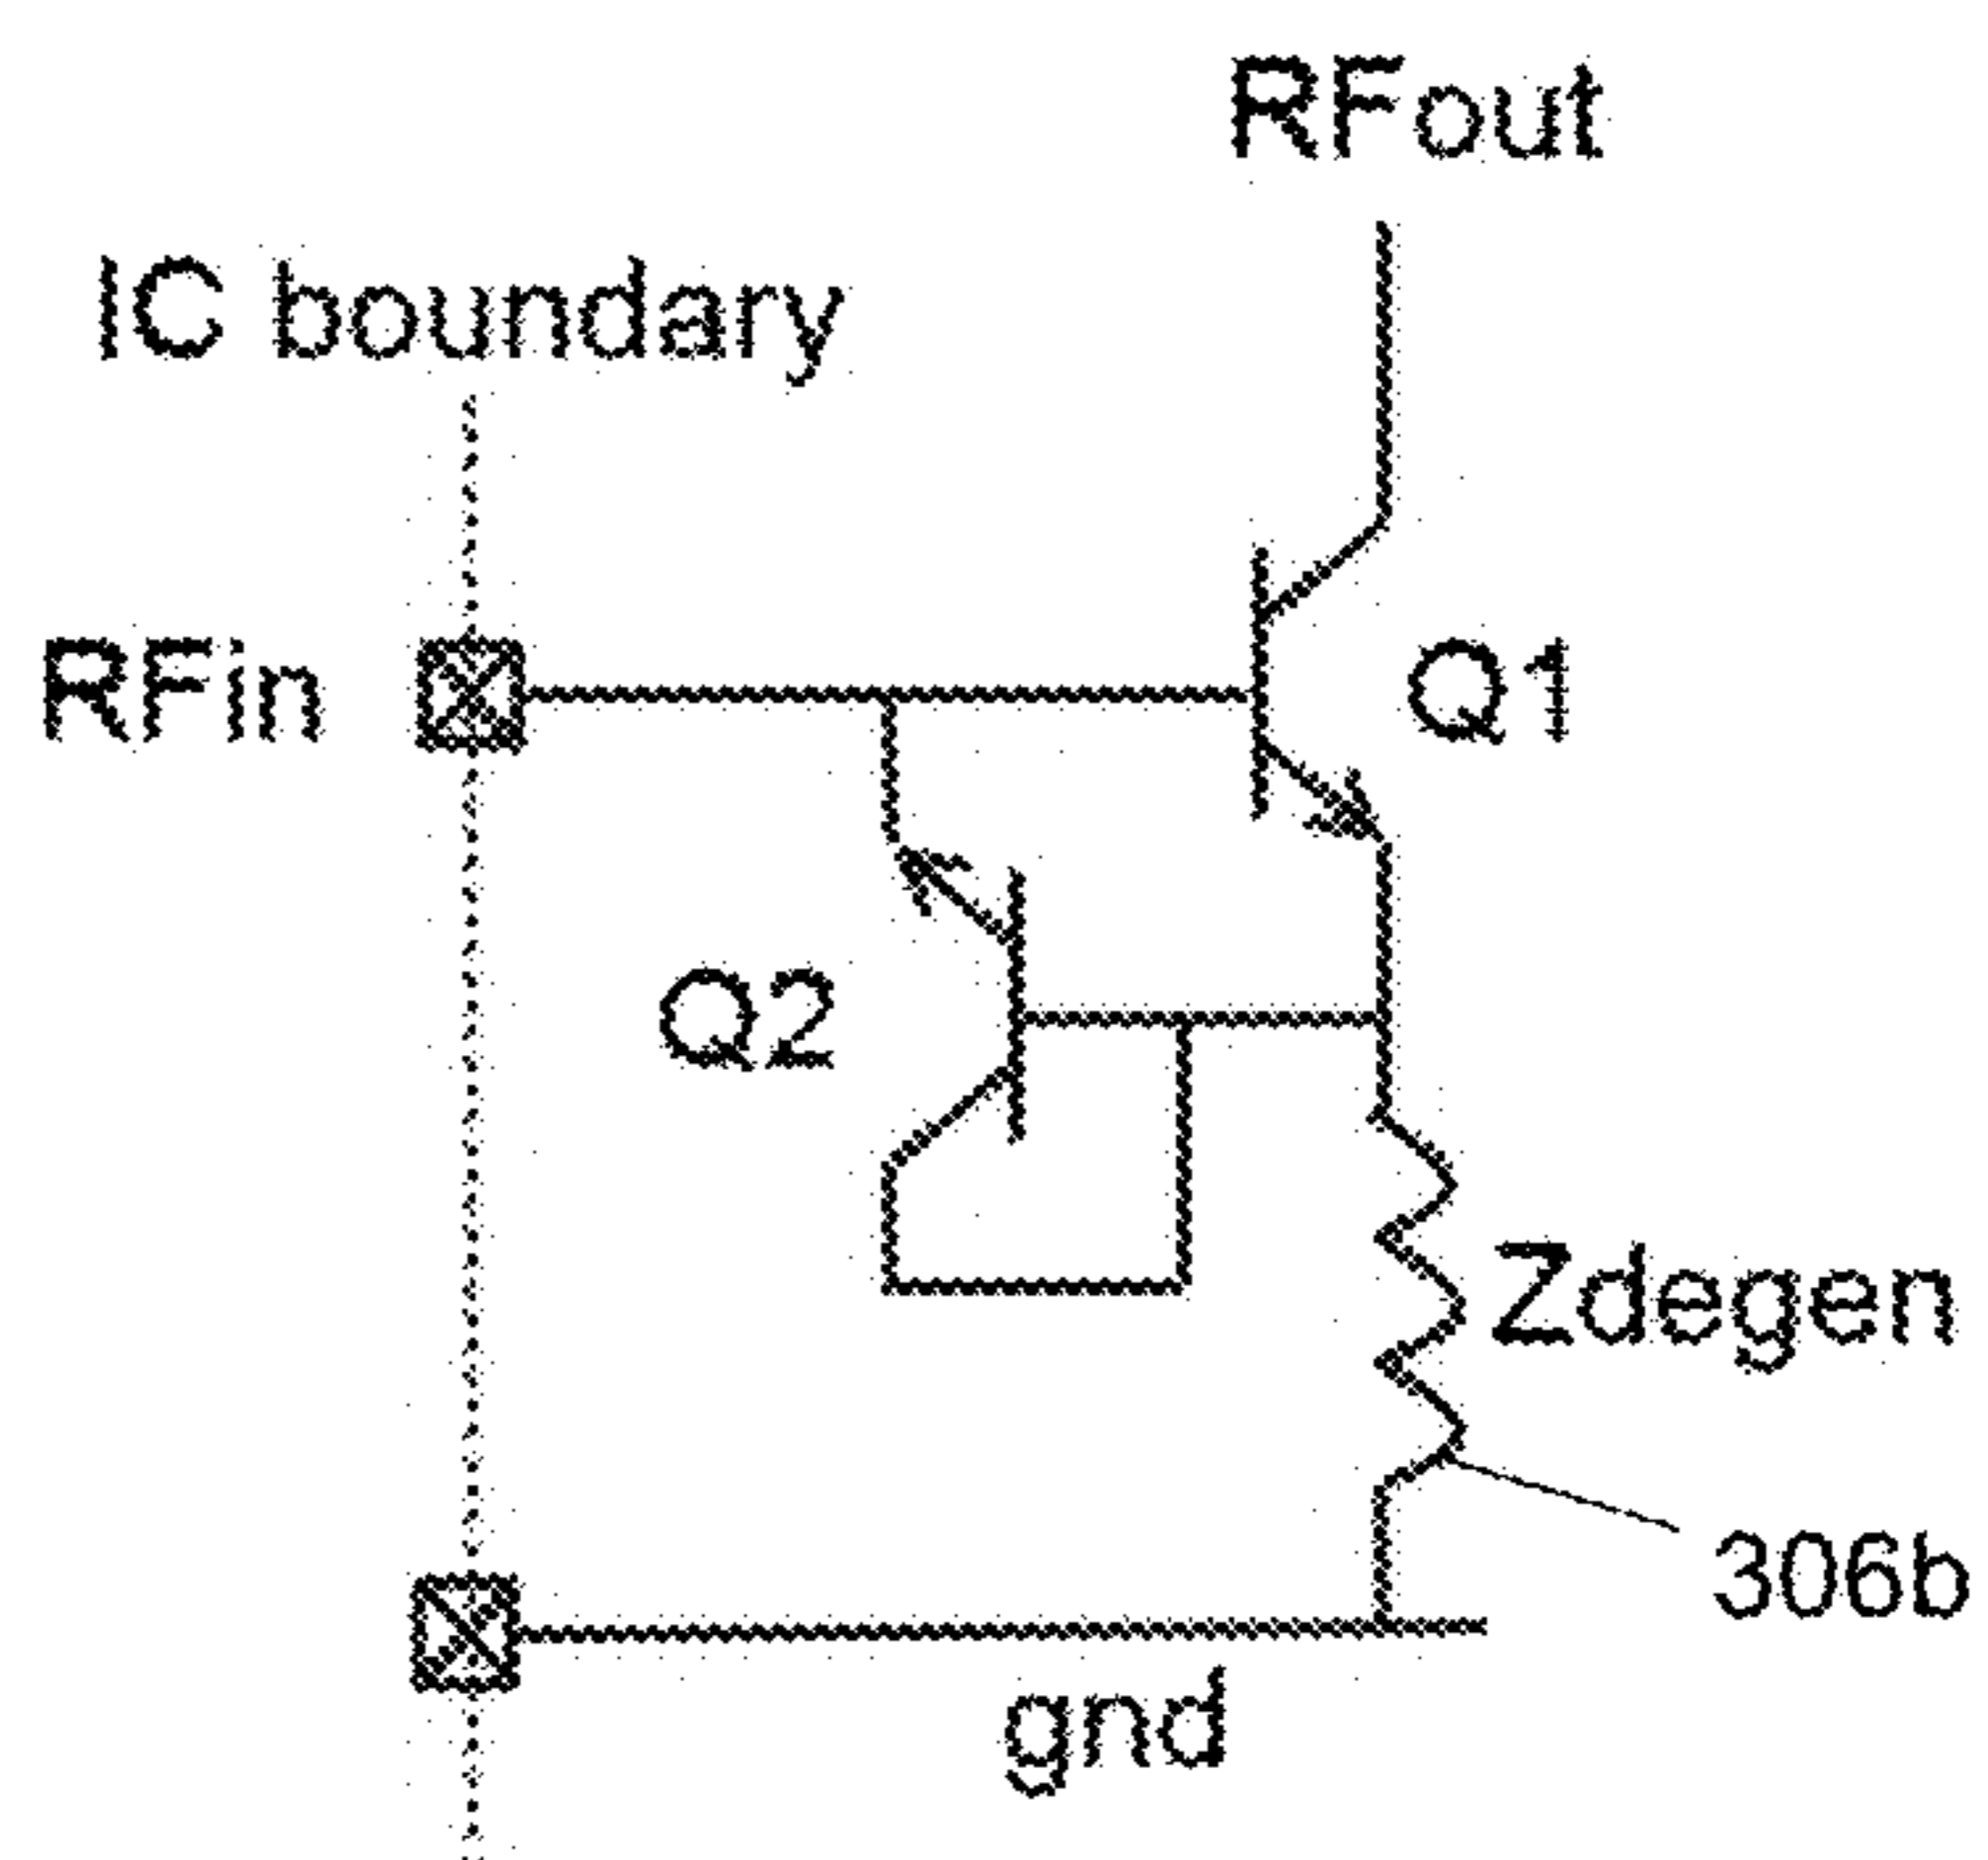 RFout
IC boundary
RFin
Q1
Q2
Zdegen
306b
gnd